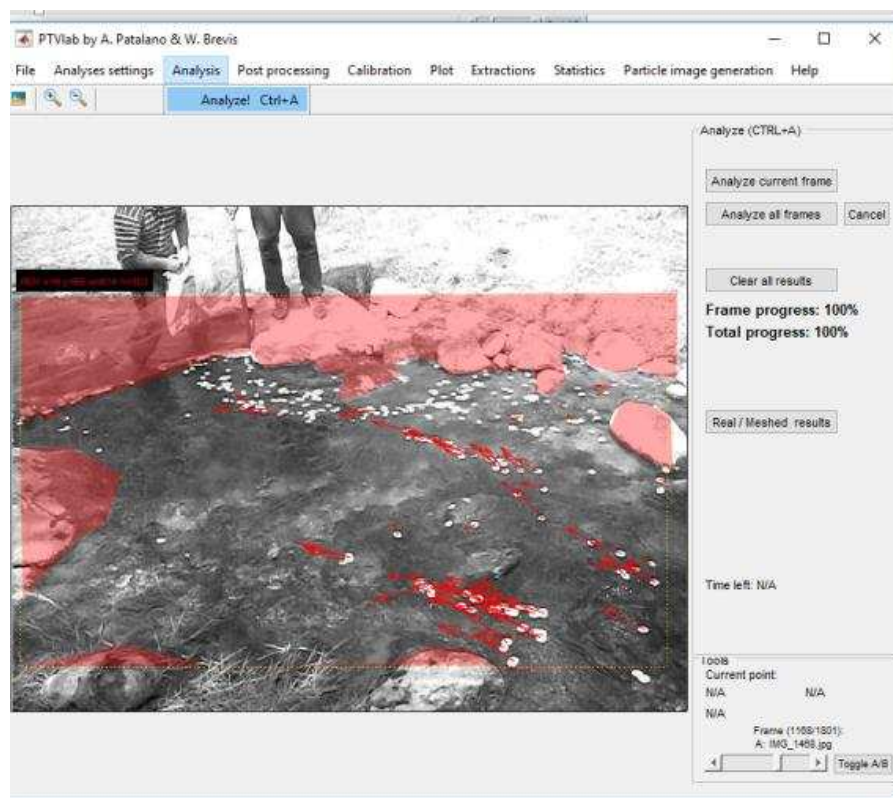 PTVlab by A. Patalano & W. Brevis
File Analyses settings Analysis Post processing Calibration Plot Extractions Statistics Particle image generation Help
Analyze! Ctrl+A
Analyze (CTRL+A)
Analyze current frame
Analyze all frames Cancel
Clear all results
Frame progress: 100%
Total progress: 100%
Real / Meshed results
Time left: N/A
Tools
Current point:
N/A N/A
N/A
Frame (1168/1801):
A: IMG_1468.jpg
Toggle A/B